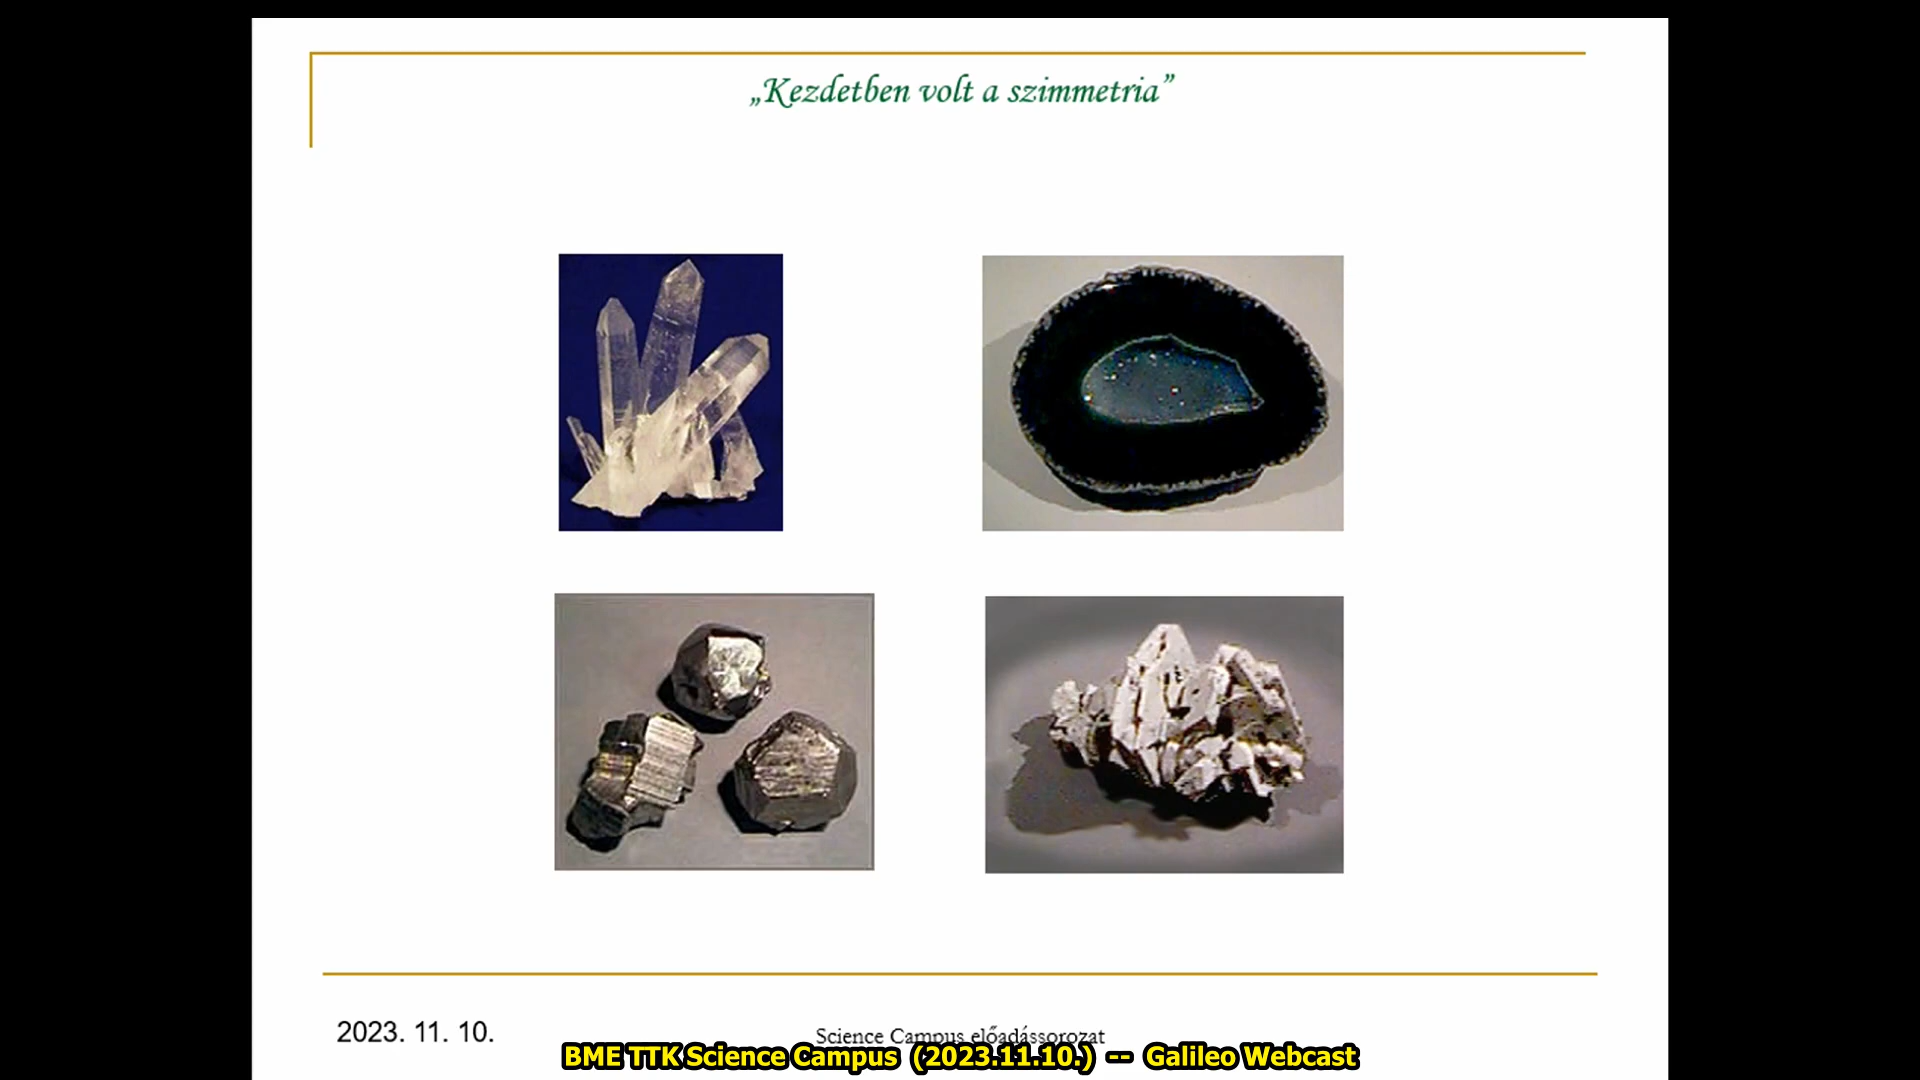 „Kezdetben volt a szimmetria”
2023. 11. 10.
Science Campus előadássorozat
BME TTK Science Campus (2023.11.10.) -- Galileo Webcast